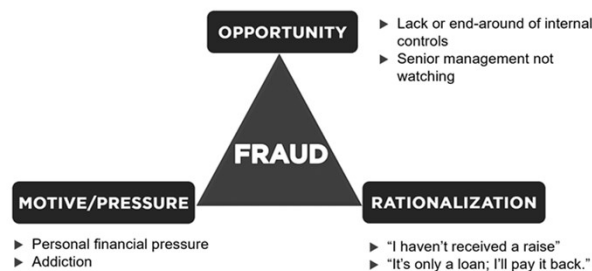 OPPORTUNITY
▶ Lack or end-around of internal
controls
▶ Senior management not
watching
FRAUD
MOTIVE/PRESSURE
▶ Personal financial pressure
▶ Addiction
RATIONALIZATION
▶ “I haven’t received a raise”
▶ “It’s only a loan; I’ll pay it back.”